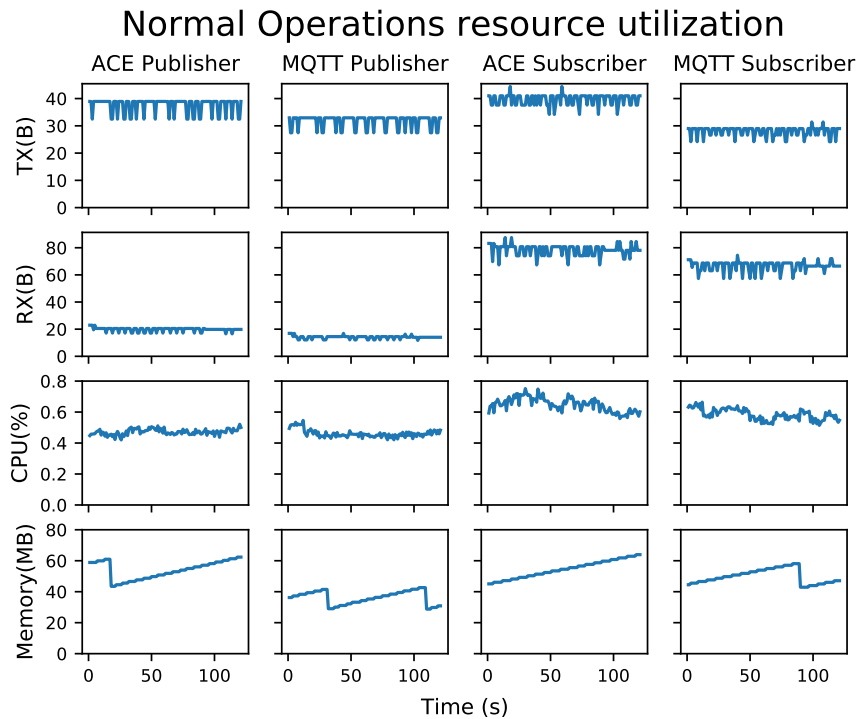 Normal Operations resource utilization
ACE Publisher MQTT Publisher ACE Subscriber MQTT Subscriber
TX(B)
40
30
20
10
0
RX(B)
80
60
40
20
0
CPU(%)
0.8
0.6
0.4
0.2
0.0
Memory(MB)
80
60
40
20
0
0 50 100 0 50 100 0 50 100 0 50 100
Time (s)